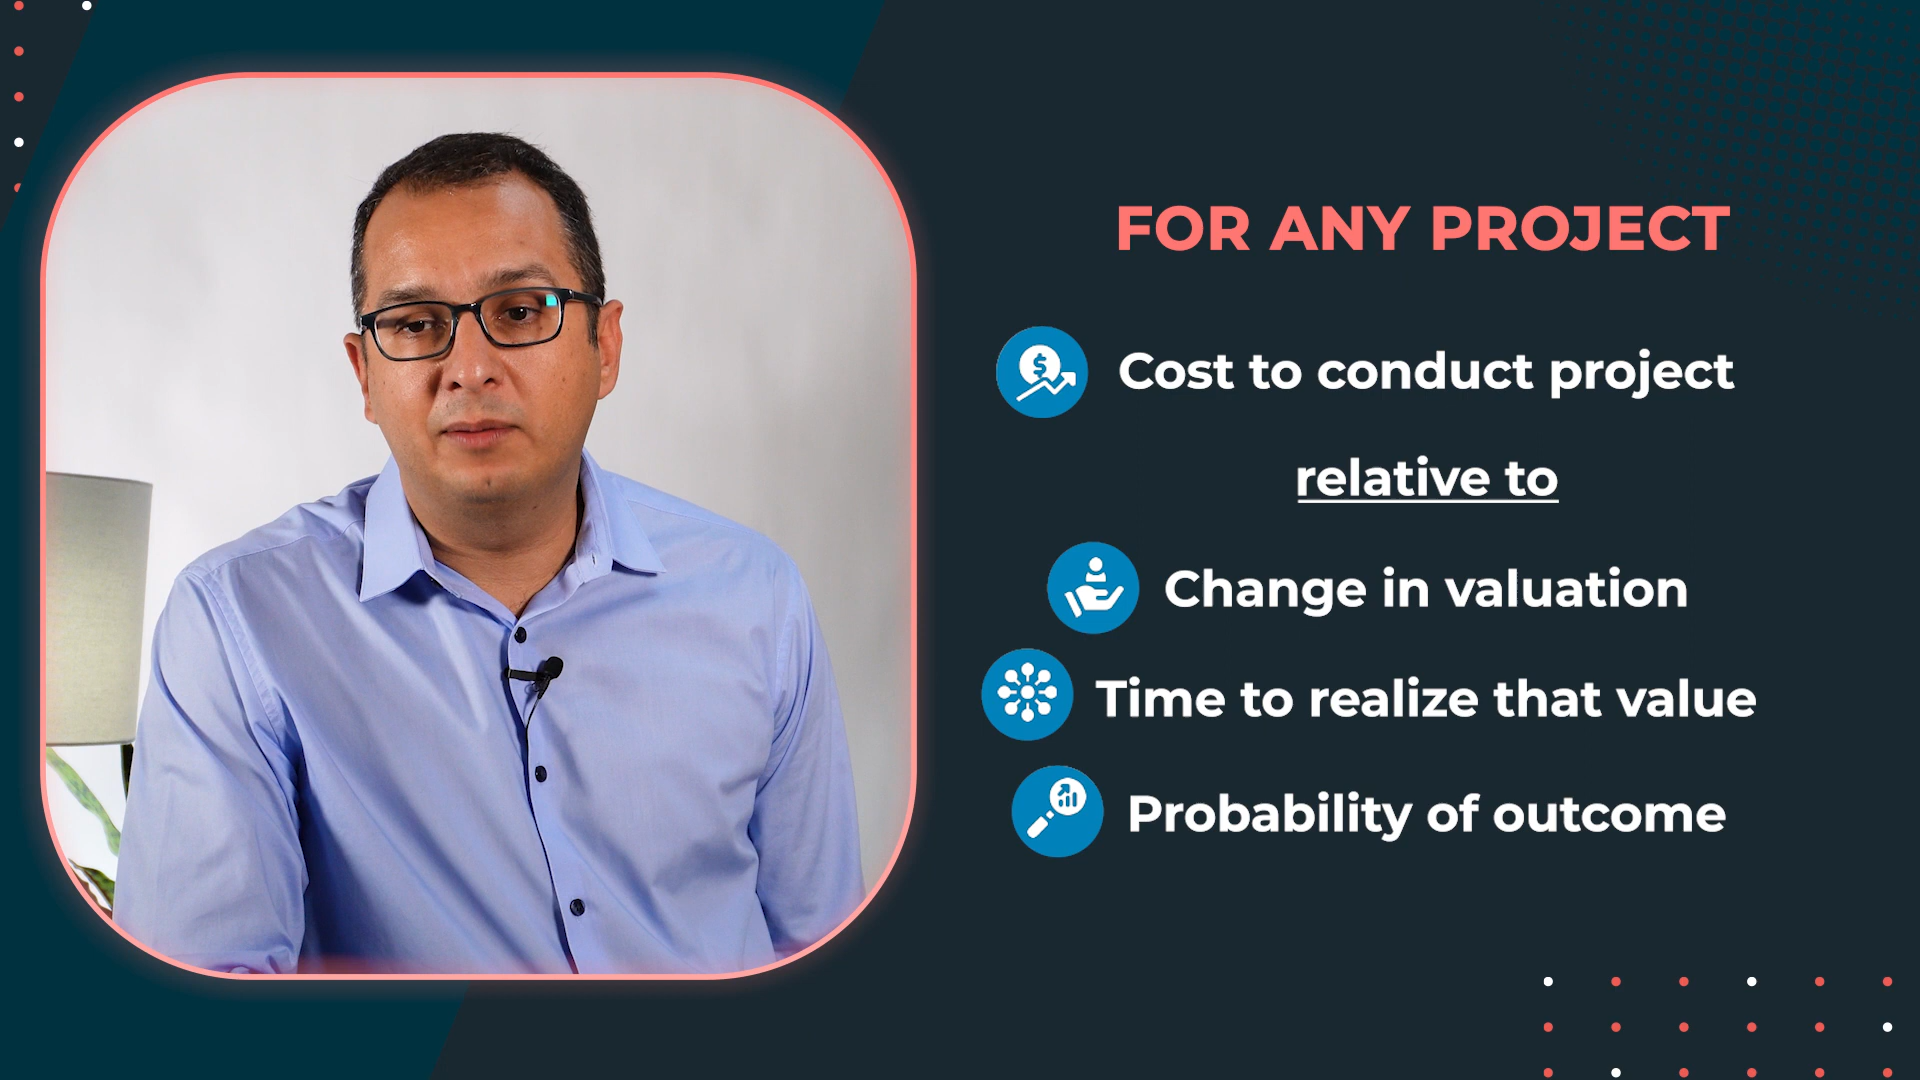 FOR ANY PROJECT
Cost to conduct project
relative to
Change in valuation
Time to realize that value
Probability of outcome